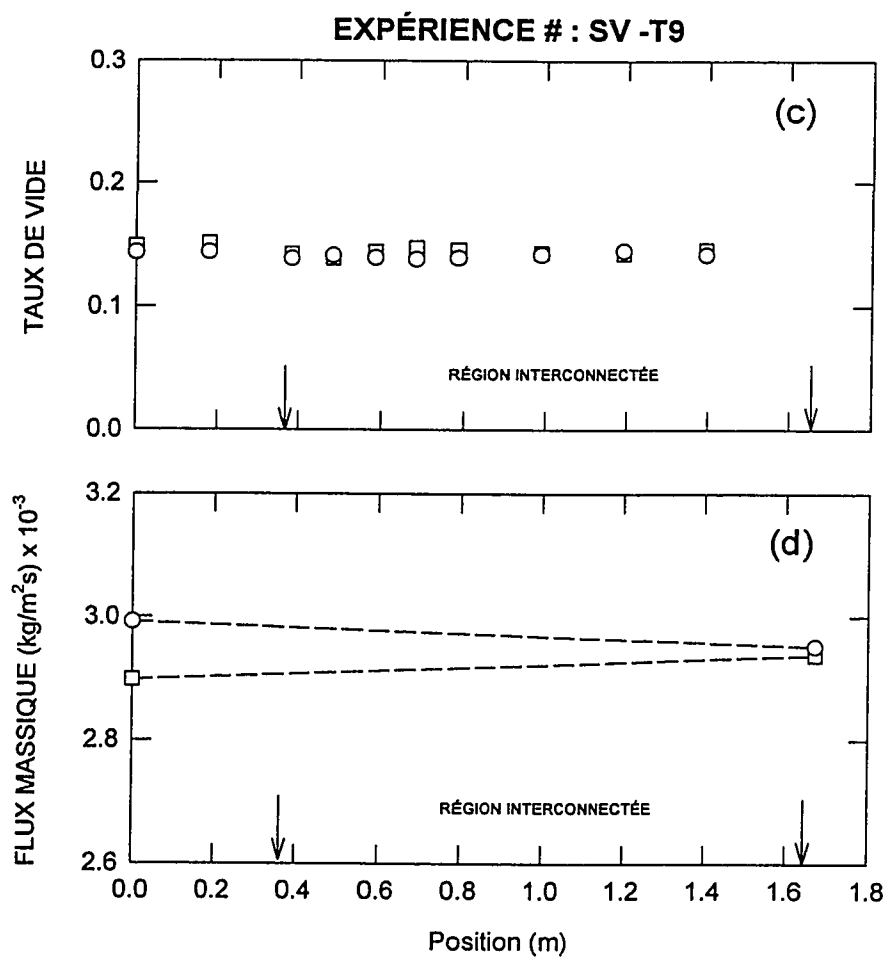 EXPÉRIENCE # : SV -T9
0.3
(c)
0.2
TAUX DE VIDE
0.1
RÉGION INTERCONNECTÉE
0.0
3.2
(d)
FLUX MASSIQUE (kg/m²s) x 10⁻³
3.0
2.8
RÉGION INTERCONNECTÉE
2.6
0.0 0.2 0.4 0.6 0.8 1.0 1.2 1.4 1.6 1.8
Position (m)